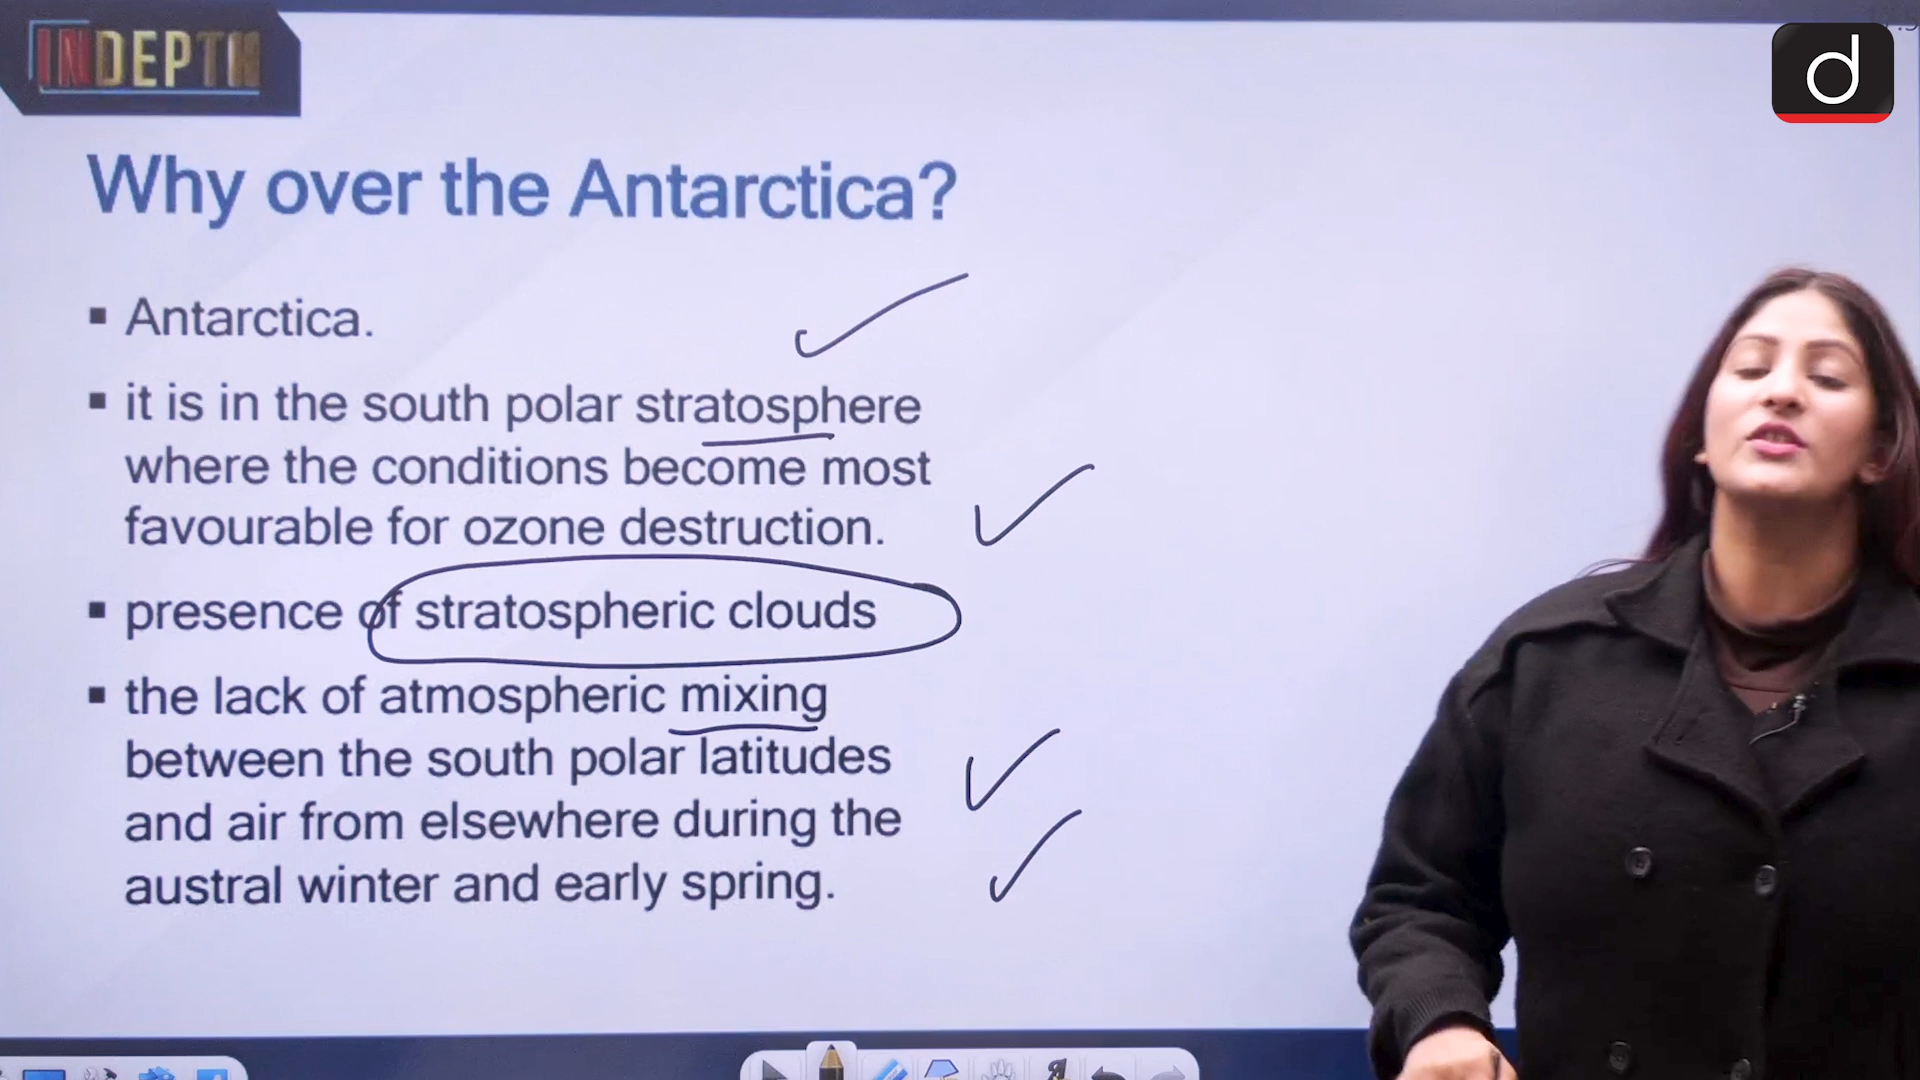 INDEPTH
d
Why over the Antarctica?
▪ Antarctica.
▪ it is in the south polar stratosphere
where the conditions become most
favourable for ozone destruction.
▪ presence of stratospheric clouds
▪ the lack of atmospheric mixing
between the south polar latitudes
and air from elsewhere during the
austral winter and early spring.